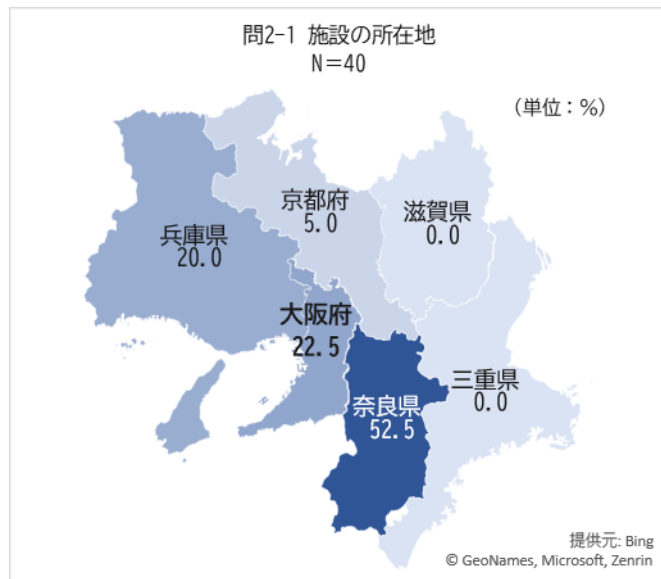 問2-1 施設の所在地
N＝40
（単位：%）
京都府
5.0
滋賀県
0.0
兵庫県
20.0
大阪府
22.5
三重県
0.0
奈良県
52.5
提供元: Bing
© GeoNames, Microsoft, Zenrin